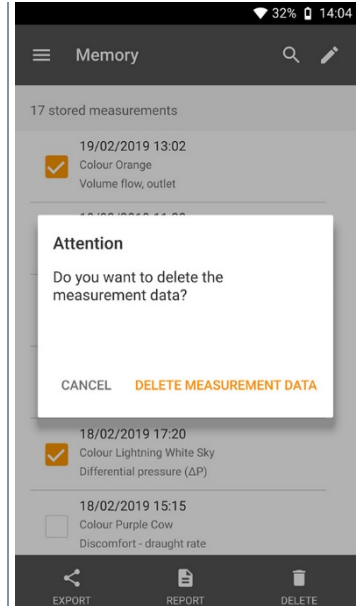 32% 14:04
Memory
17 stored measurements
19/02/2019 13:02
Colour Orange
Volume flow, outlet
Attention
Do you want to delete the
measurement data?
CANCEL DELETE MEASUREMENT DATA
18/02/2019 17:20
Colour Lightning White Sky
Differential pressure (ΔP)
18/02/2019 15:15
Colour Purple Cow
Discomfort - draught rate
EXPORT REPORT DELETE